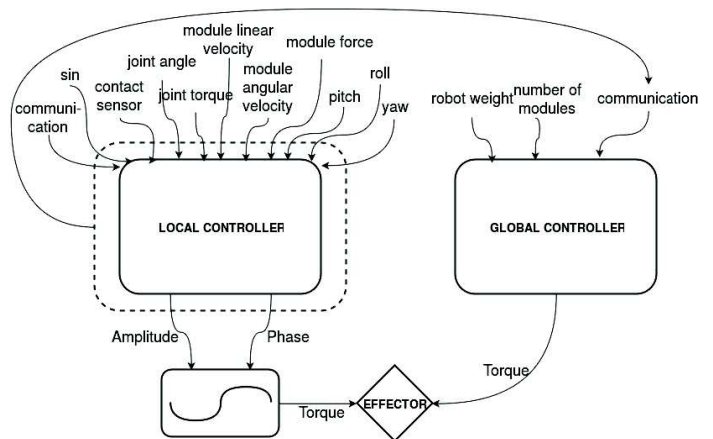 module linear
velocity
module force
joint angle
sin
contact
sensor
joint torque
module
angular
velocity
roll
pitch
yaw
communi-
cation
robot weight
number of
modules
communication
LOCAL CONTROLLER
GLOBAL CONTROLLER
Amplitude
Phase
Torque
EFFECTOR
Torque